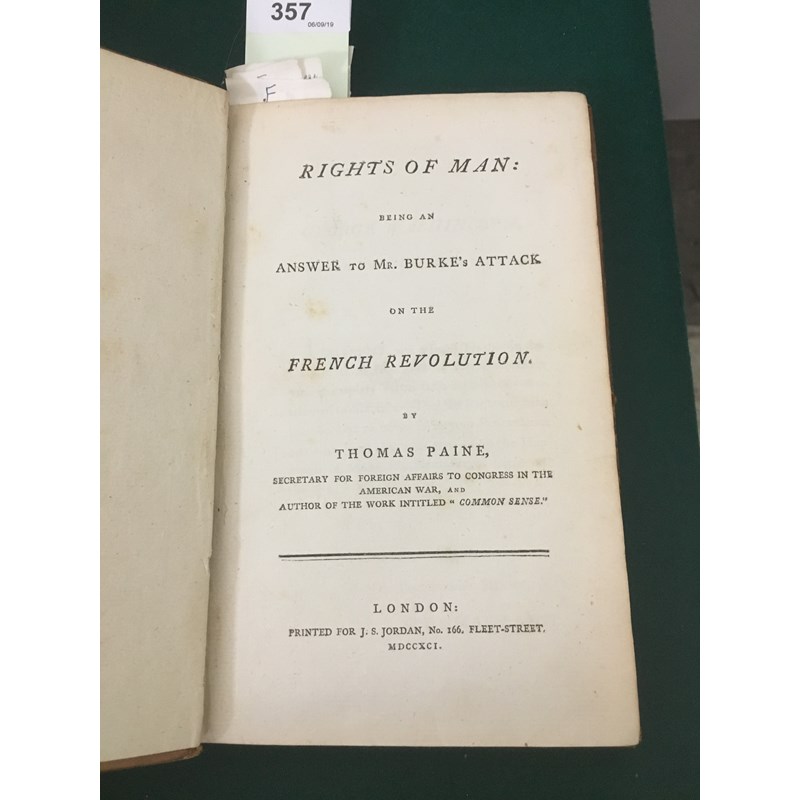 357
06/09/19
F
RIGHTS OF MAN:
BEING AN
ANSWER TO MR. BURKE'S ATTACK
ON THE
FRENCH REVOLUTION.
BY
THOMAS PAINE,
SECRETARY FOR FOREIGN AFFAIRS TO CONGRESS IN THE
AMERICAN WAR, AND
AUTHOR OF THE WORK INTITLED " COMMON SENSE."
LONDON:
PRINTED FOR J. S. JORDAN, No. 166. FLEET-STREET.
MDCCXCI.